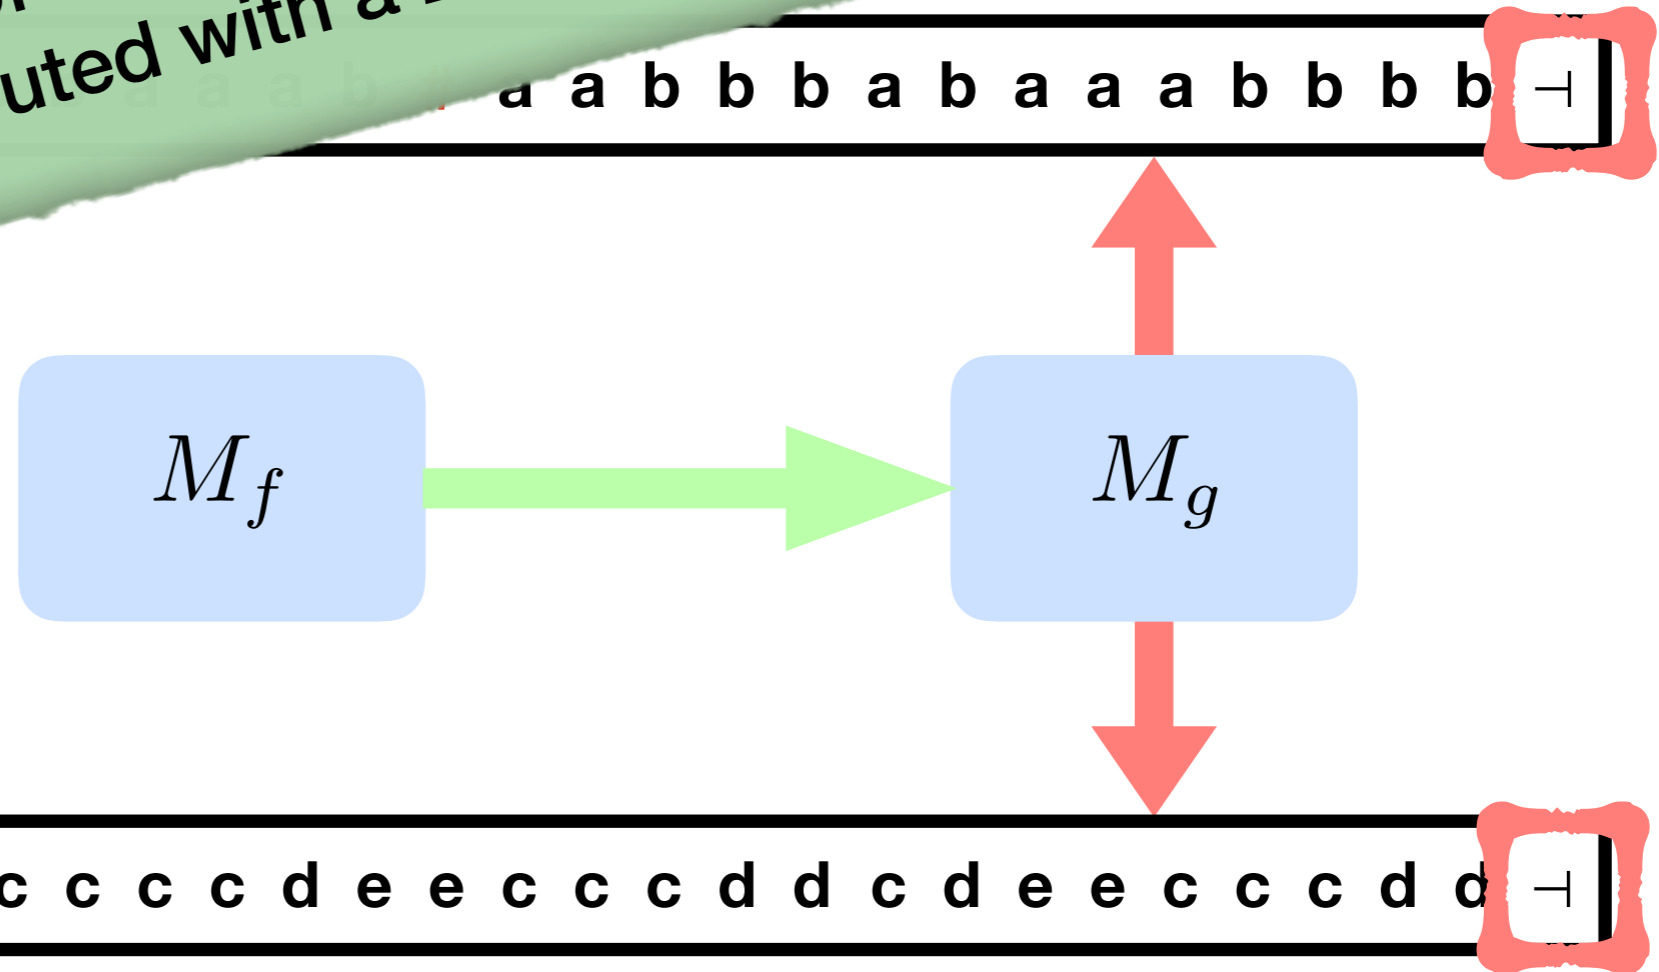 uted with a
a a a b a a b b b a b a a a b b b b ⊣
M_f
M_g
c c c c d e e c c c d d c d e e c c c d d ⊣